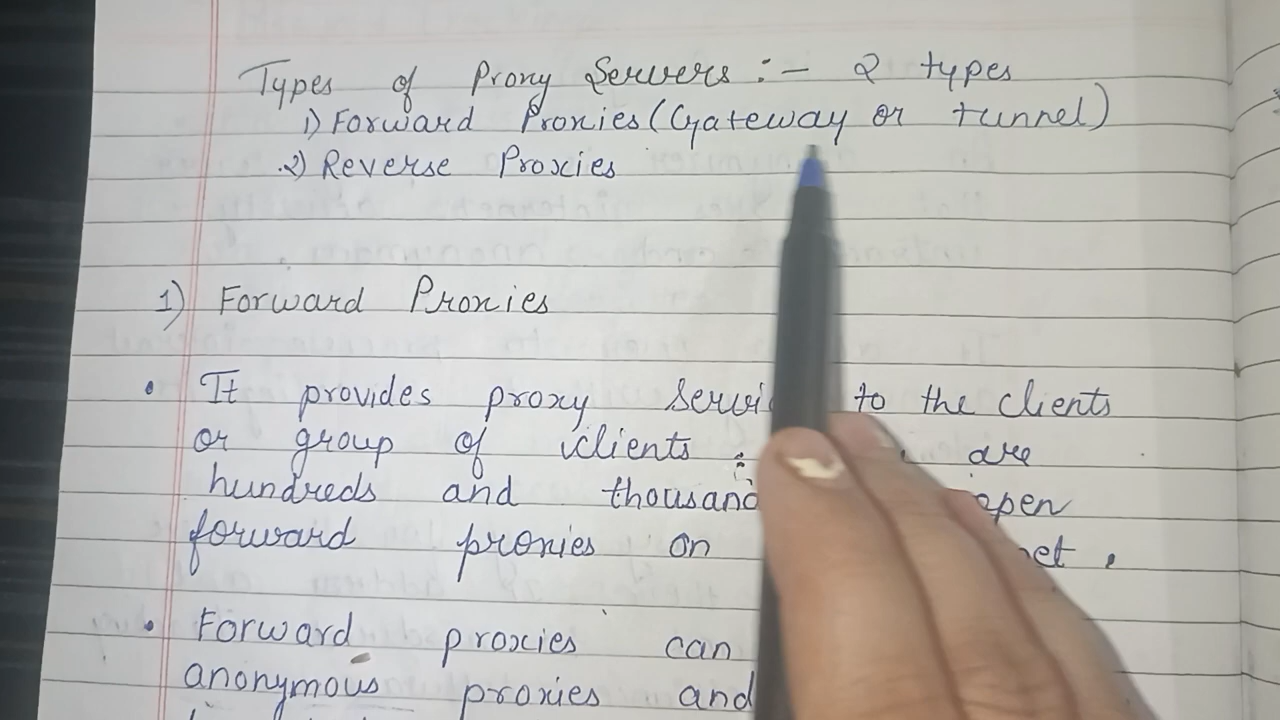 Types of Proxy Servers :- 2 types
1) Forward Proxies (Gateway or tunnel)
2) Reverse Proxies
1) Forward Proxies
• It provides proxy to the clients
or group of clients. are
hundreds and open
forward proxies on
• Forward proxies can
anonymous proxies and